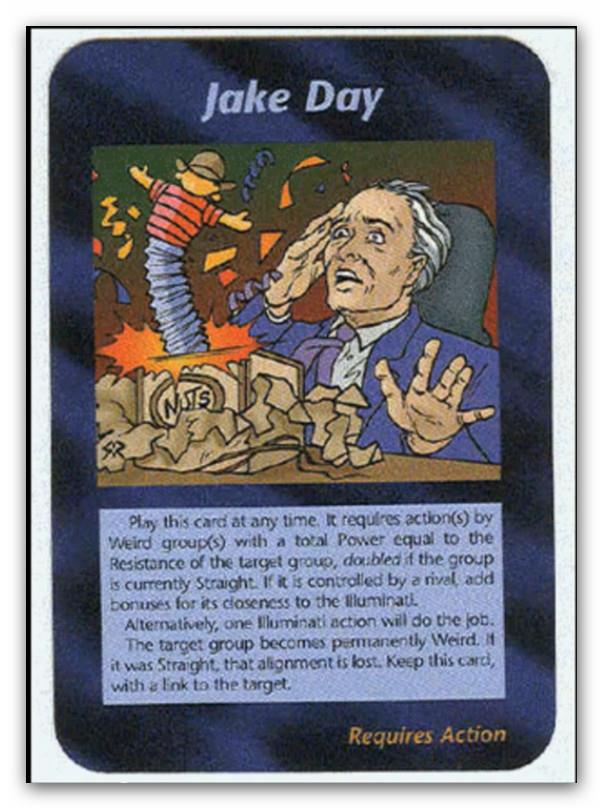 Jake Day
NUTS
SR
Play this card at any time. It requires action(s) by
Weird group(s) with a total Power equal to the
Resistance of the target group, doubled if the group
is currently Straight. If it is controlled by a rival, add
bonuses for its closeness to the Illuminati.
Alternatively, one Illuminati action will do the job.
The target group becomes permanently Weird. If
it was Straight, that alignment is lost. Keep this card,
with a link to the target.
Requires Action